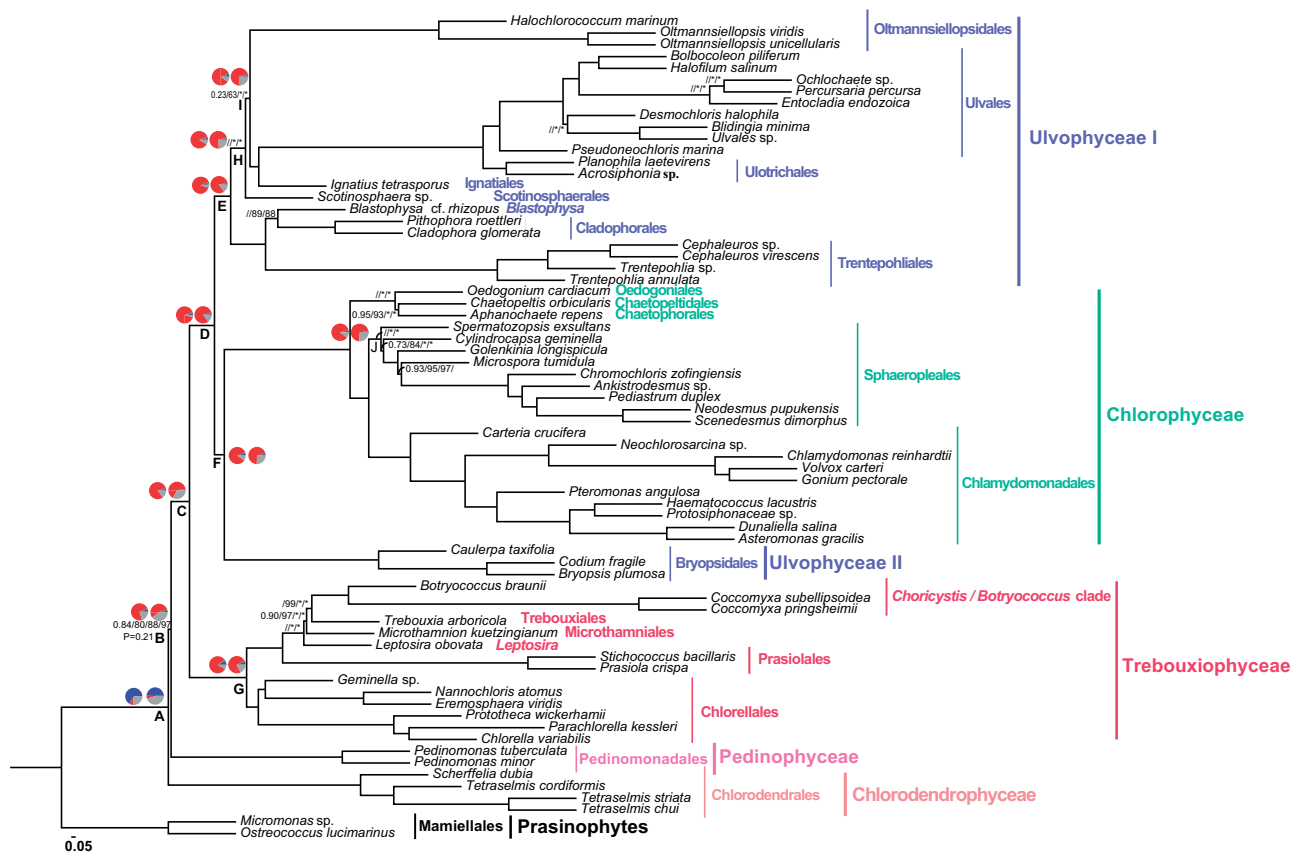 Halochlorococcum marinum
Oltmannsiellopsis viridis
Oltmannsiellopsis unicellularis
Oltmannsiellopsidales
Bolbocoleon piliferum
Halofilum salinum
//*/*
Ochlochaete sp.
//*/*
Percursaria percursa
Entocladia endozoica
Ulvales
0.23/63/*/*
I
Desmochloris halophila
//*/*
Blidingia minima
Ulvales sp.
Ulvophyceae I
//*/*
H
Pseudoneochloris marina
Planophila laetevirens
Acrosiphonia sp.
Ulotrichales
Ignatius tetrasporus
Ignatiales
E
Scotinosphaera sp.
Scotinosphaerales
//89/88
Blastophysa cf. rhizopus
Blastophysa
Pithophora roettleri
Cladophora glomerata
Cladophorales
Cephaleuros sp.
Cephaleuros virescens
Trentepohlia sp.
Trentepohlia annulata
Trentepohliales
//*/*
Oedogonium cardiacum
Oedogoniales
Chaetopeltis orbicularis
Chaetopeltidales
0.95/93/*/*
Aphanochaete repens
Chaetophorales
D
Spermatozopsis exsultans
//*/*
Cylindrocapsa geminella
J
0.73/84/*/*
Golenkinia longispicula
Microspora tumidula
0.93/95/97/
Chromochloris zofingiensis
Ankistrodesmus sp.
Pediastrum duplex
Neodesmus pupukensis
Scenedesmus dimorphus
Sphaeropleales
Chlorophyceae
Carteria crucifera
Neochlorosarcina sp.
Chlamydomonas reinhardtii
F
Volvox carteri
Gonium pectorale
Chlamydomonadales
Pteromonas angulosa
Haematococcus lacustris
C
Protosiphonaceae sp.
Dunaliella salina
Asteromonas gracilis
Caulerpa taxifolia
Codium fragile
Bryopsis plumosa
Bryopsidales
Ulvophyceae II
Botryococcus braunii
Coccomyxa subellipsoidea
Coccomyxa pringsheimii
Choricystis / Botryococcus clade
/99/*/*
0.90/97/*/*
Trebouxia arboricola
Trebouxiales
0.84/80/88/97
//*/*
Microthamnion kuetzingianum
Microthamniales
P=0.21
B
Leptosira obovata
Leptosira
Stichococcus bacillaris
Prasiola crispa
Prasiolales
Trebouxiophyceae
G
Geminella sp.
Nannochloris atomus
Eremosphaera viridis
A
Prototheca wickerhamii
Parachlorella kessleri
Chlorella variabilis
Chlorellales
Pedinomonas tuberculata
Pedinomonas minor
Pedinomonadales
Pedinophyceae
Scherffelia dubia
Tetraselmis cordiformis
Tetraselmis striata
Tetraselmis chui
Chlorodendrales
Chlorodendrophyceae
Micromonas sp.
Ostreococcus lucimarinus
Mamiellales
Prasinophytes
0.05